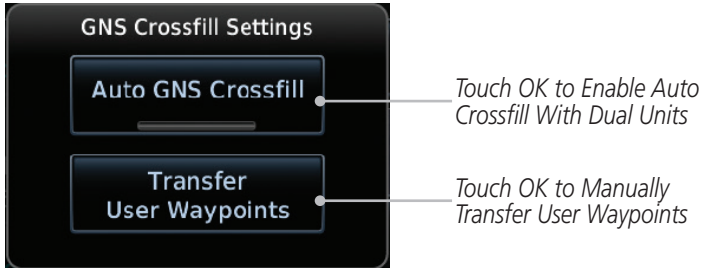 GNS Crossfill Settings
Auto GNS Crossfill
Touch OK to Enable Auto
Crossfill With Dual Units
Transfer
User Waypoints
Touch OK to Manually
Transfer User Waypoints